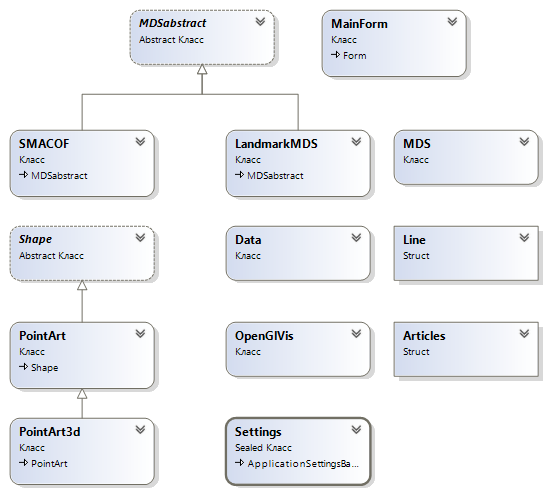 MDSabstract
Abstract Класс
MainForm
Класс
Form
SMACOF
Класс
MDSabstract
LandmarkMDS
Класс
MDSabstract
MDS
Класс
Shape
Abstract Класс
Data
Класс
Line
Struct
PointArt
Класс
Shape
OpenGlVis
Класс
Articles
Struct
PointArt3d
Класс
PointArt
Settings
Sealed Класс
ApplicationSettingsBa...